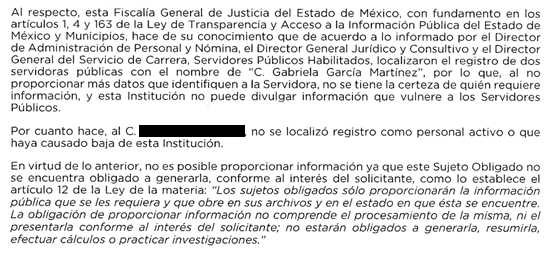 Al respecto, esta Fiscalía General de Justicia del Estado de México, con fundamento en los
artículos 1, 4 y 163 de la Ley de Transparencia y Acceso a la Información Pública del Estado de
México y Municipios, hace de su conocimiento que de acuerdo a lo informado por el Director
de Administración de Personal y Nómina, el Director General Jurídico y Consultivo y el Director
General del Servicio de Carrera, Servidores Públicos Habilitados, localizaron el registro de dos
servidoras públicas con el nombre de “C. Gabriela García Martínez”, por lo que, al no
proporcionar más datos que identifiquen a la Servidora, no se tiene la certeza de quién requiere
información, y esta Institución no puede divulgar información que vulnere a los Servidores
Públicos.
Por cuanto hace, al C. , no se localizó registro como personal activo o que
haya causado baja de esta Institución.
En virtud de lo anterior, no es posible proporcionar información ya que este Sujeto Obligado no
se encuentra obligado a generarla, conforme al interés del solicitante, como lo establece el
artículo 12 de la Ley de la materia: “Los sujetos obligados sólo proporcionarán la información
pública que se les requiera y que obre en sus archivos y en el estado en que ésta se encuentre.
La obligación de proporcionar información no comprende el procesamiento de la misma, ni el
presentarla conforme al interés del solicitante; no estarán obligados a generarla, resumirla,
efectuar cálculos o practicar investigaciones.”